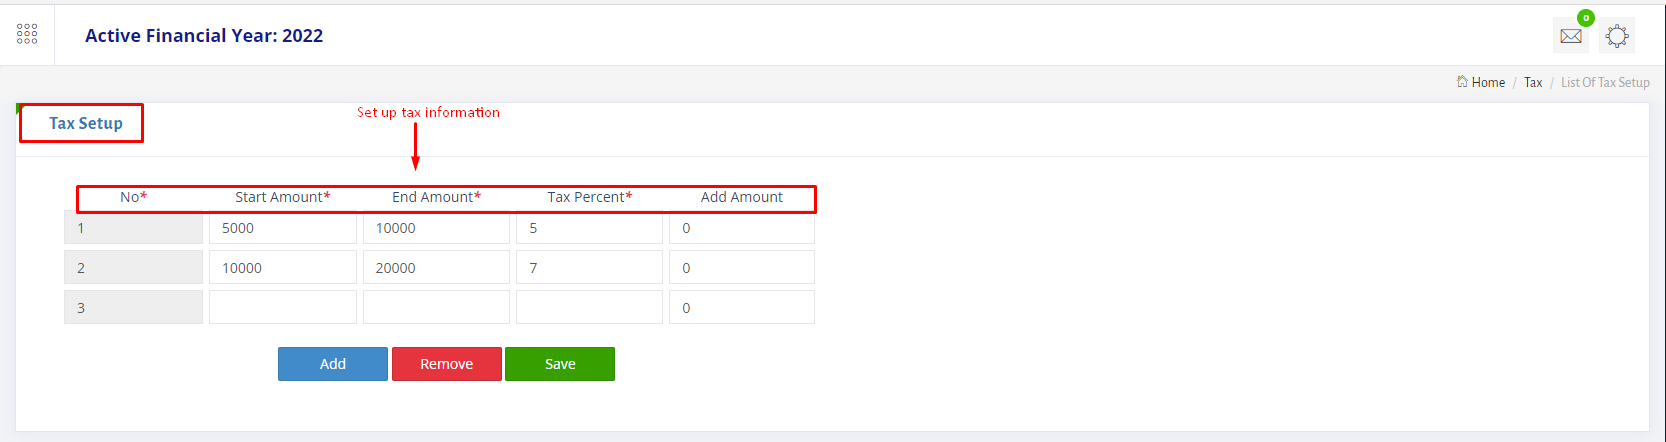 Active Financial Year: 2022
0
Home / Tax / List Of Tax Setup
Tax Setup
Set up tax information
No* Start Amount* End Amount* Tax Percent* Add Amount
1 5000 10000 5 0
2 10000 20000 7 0
3 0
Add Remove Save